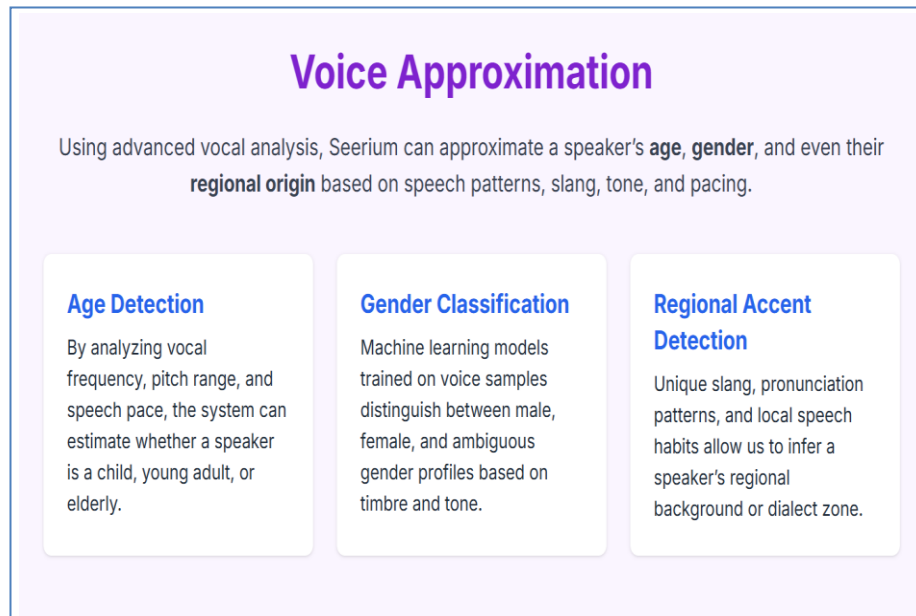 Voice Approximation
Using advanced vocal analysis, Seerium can approximate a speaker’s age, gender, and even their
regional origin based on speech patterns, slang, tone, and pacing.
Age Detection
By analyzing vocal
frequency, pitch range, and
speech pace, the system can
estimate whether a speaker
is a child, young adult, or
elderly.
Gender Classification
Machine learning models
trained on voice samples
distinguish between male,
female, and ambiguous
gender profiles based on
timbre and tone.
Regional Accent
Detection
Unique slang, pronunciation
patterns, and local speech
habits allow us to infer a
speaker’s regional
background or dialect zone.